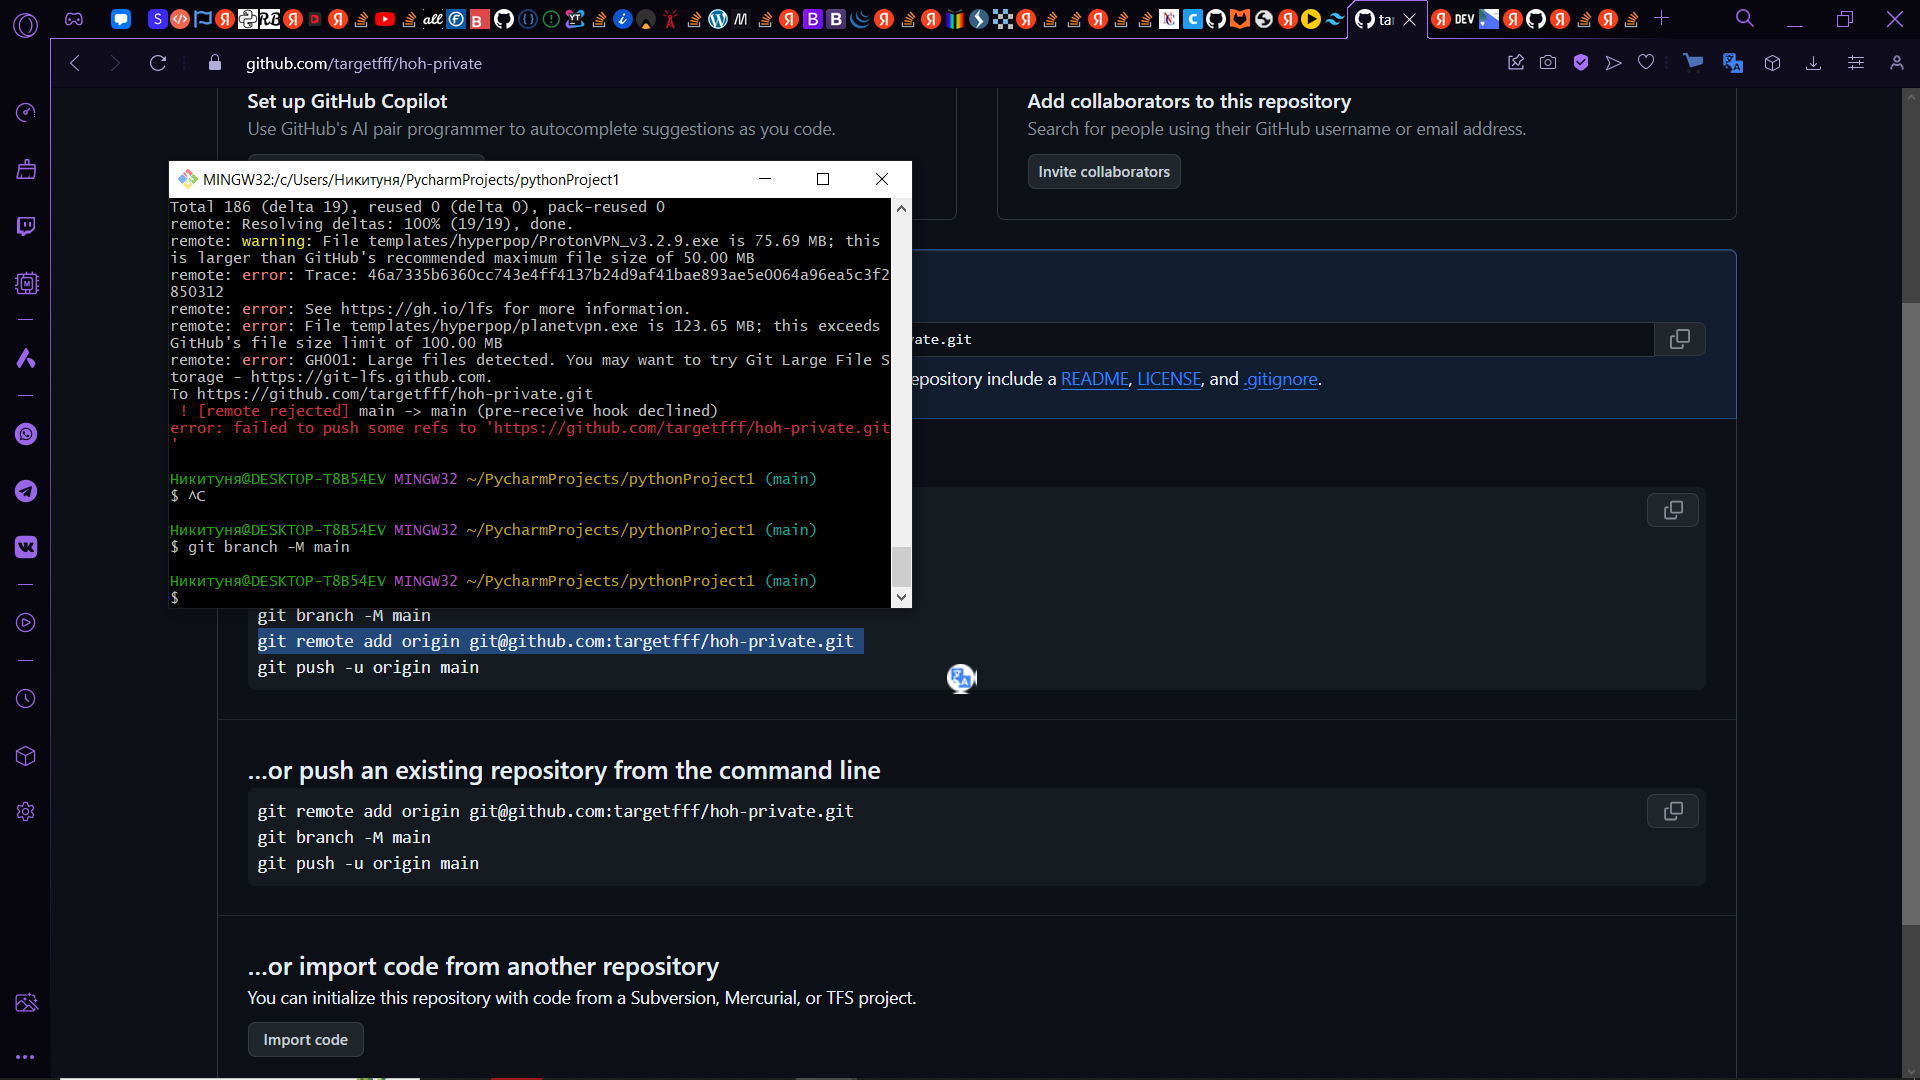 github.com/targetfff/hoh-private
Set up GitHub Copilot
Use GitHub's AI pair programmer to autocomplete suggestions as you code.
Add collaborators to this repository
Search for people using their GitHub username or email address.
Invite collaborators
MINGW32:/c/Users/Никитуня/PycharmProjects/pythonProject1
Total 186 (delta 19), reused 0 (delta 0), pack-reused 0
remote: Resolving deltas: 100% (19/19), done.
remote: warning: File templates/hyperpop/ProtonVPN_v3.2.9.exe is 75.69 MB; this
is larger than GitHub's recommended maximum file size of 50.00 MB
remote: error: Trace: 46a7335b6360cc743e4ff4137b24d9af41bae893ae5e0064a96ea5c3f2
850312
remote: error: See https://gh.io/lfs for more information.
remote: error: File templates/hyperpop/planetvpn.exe is 123.65 MB; this exceeds
GitHub's file size limit of 100.00 MB
remote: error: GH001: Large files detected. You may want to try Git Large File S
torage - https://git-lfs.github.com.
To https://github.com/targetfff/hoh-private.git
! [remote rejected] main -> main (pre-receive hook declined)
error: failed to push some refs to 'https://github.com/targetfff/hoh-private.git
'
Никитуня@DESKTOP-T8B54EV MINGW32 ~/PycharmProjects/pythonProject1 (main)
$ ^C
Никитуня@DESKTOP-T8B54EV MINGW32 ~/PycharmProjects/pythonProject1 (main)
$ git branch -M main
Никитуня@DESKTOP-T8B54EV MINGW32 ~/PycharmProjects/pythonProject1 (main)
$
ate.git
epository include a README, LICENSE, and .gitignore.
git branch -M main
git remote add origin git@github.com:targetfff/hoh-private.git
git push -u origin main
...or push an existing repository from the command line
git remote add origin git@github.com:targetfff/hoh-private.git
git branch -M main
git push -u origin main
...or import code from another repository
You can initialize this repository with code from a Subversion, Mercurial, or TFS project.
Import code